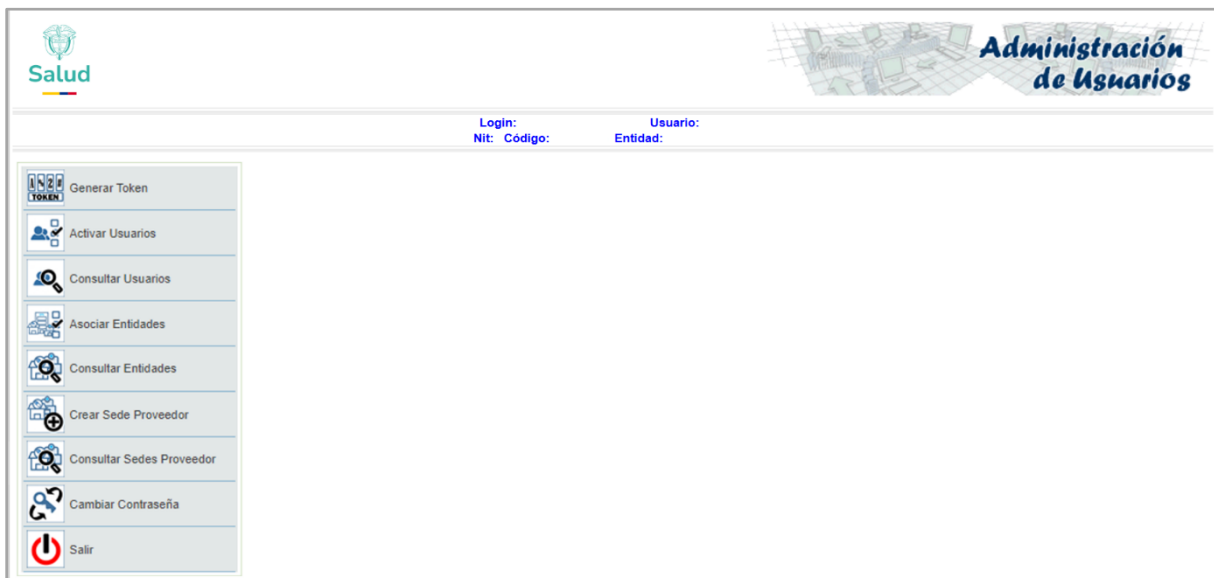 Salud
Administración
de Usuarios
Login: Usuario:
Nit: Código: Entidad:
TOKEN Generar Token
Activar Usuarios
Consultar Usuarios
Asociar Entidades
Consultar Entidades
Crear Sede Proveedor
Consultar Sedes Proveedor
Cambiar Contraseña
Salir